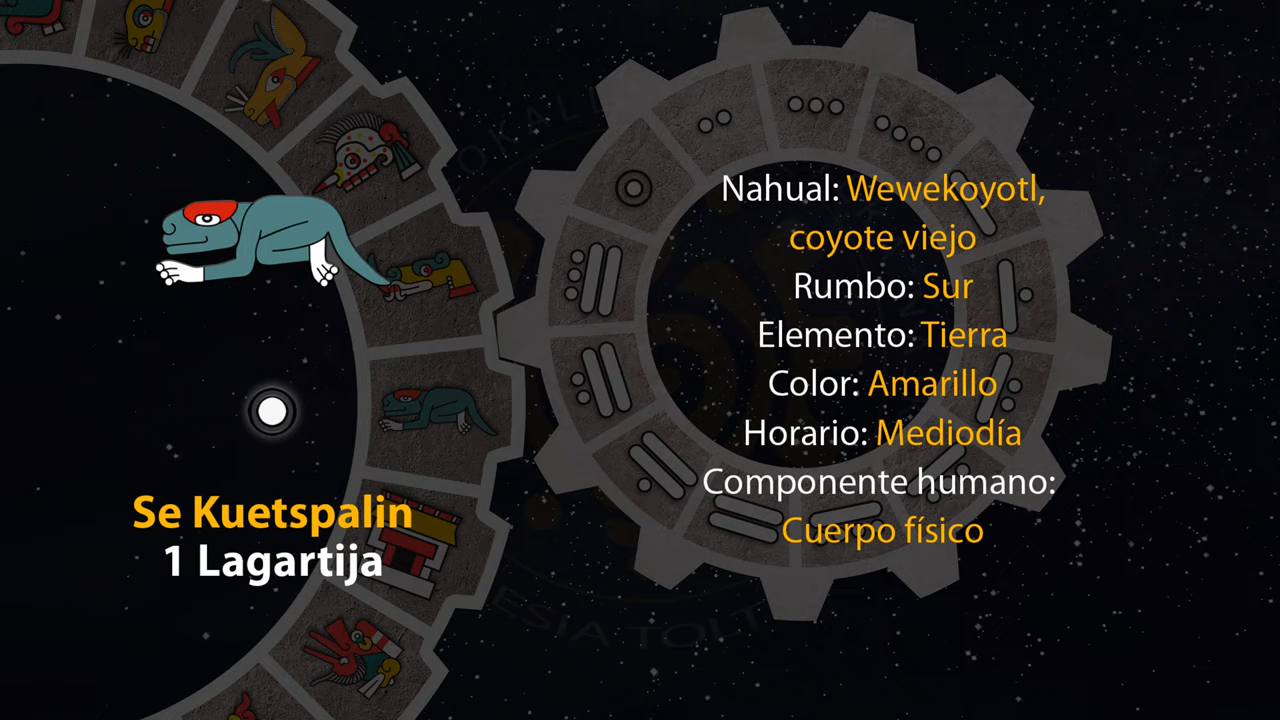 Nahual: Wewekoyotl,
coyote viejo
Rumbo: Sur
Elemento: Tierra
Color: Amarillo
Horario: Mediodía
Componente humano:
Cuerpo físico
Se Kuetspalin
1 Lagartija